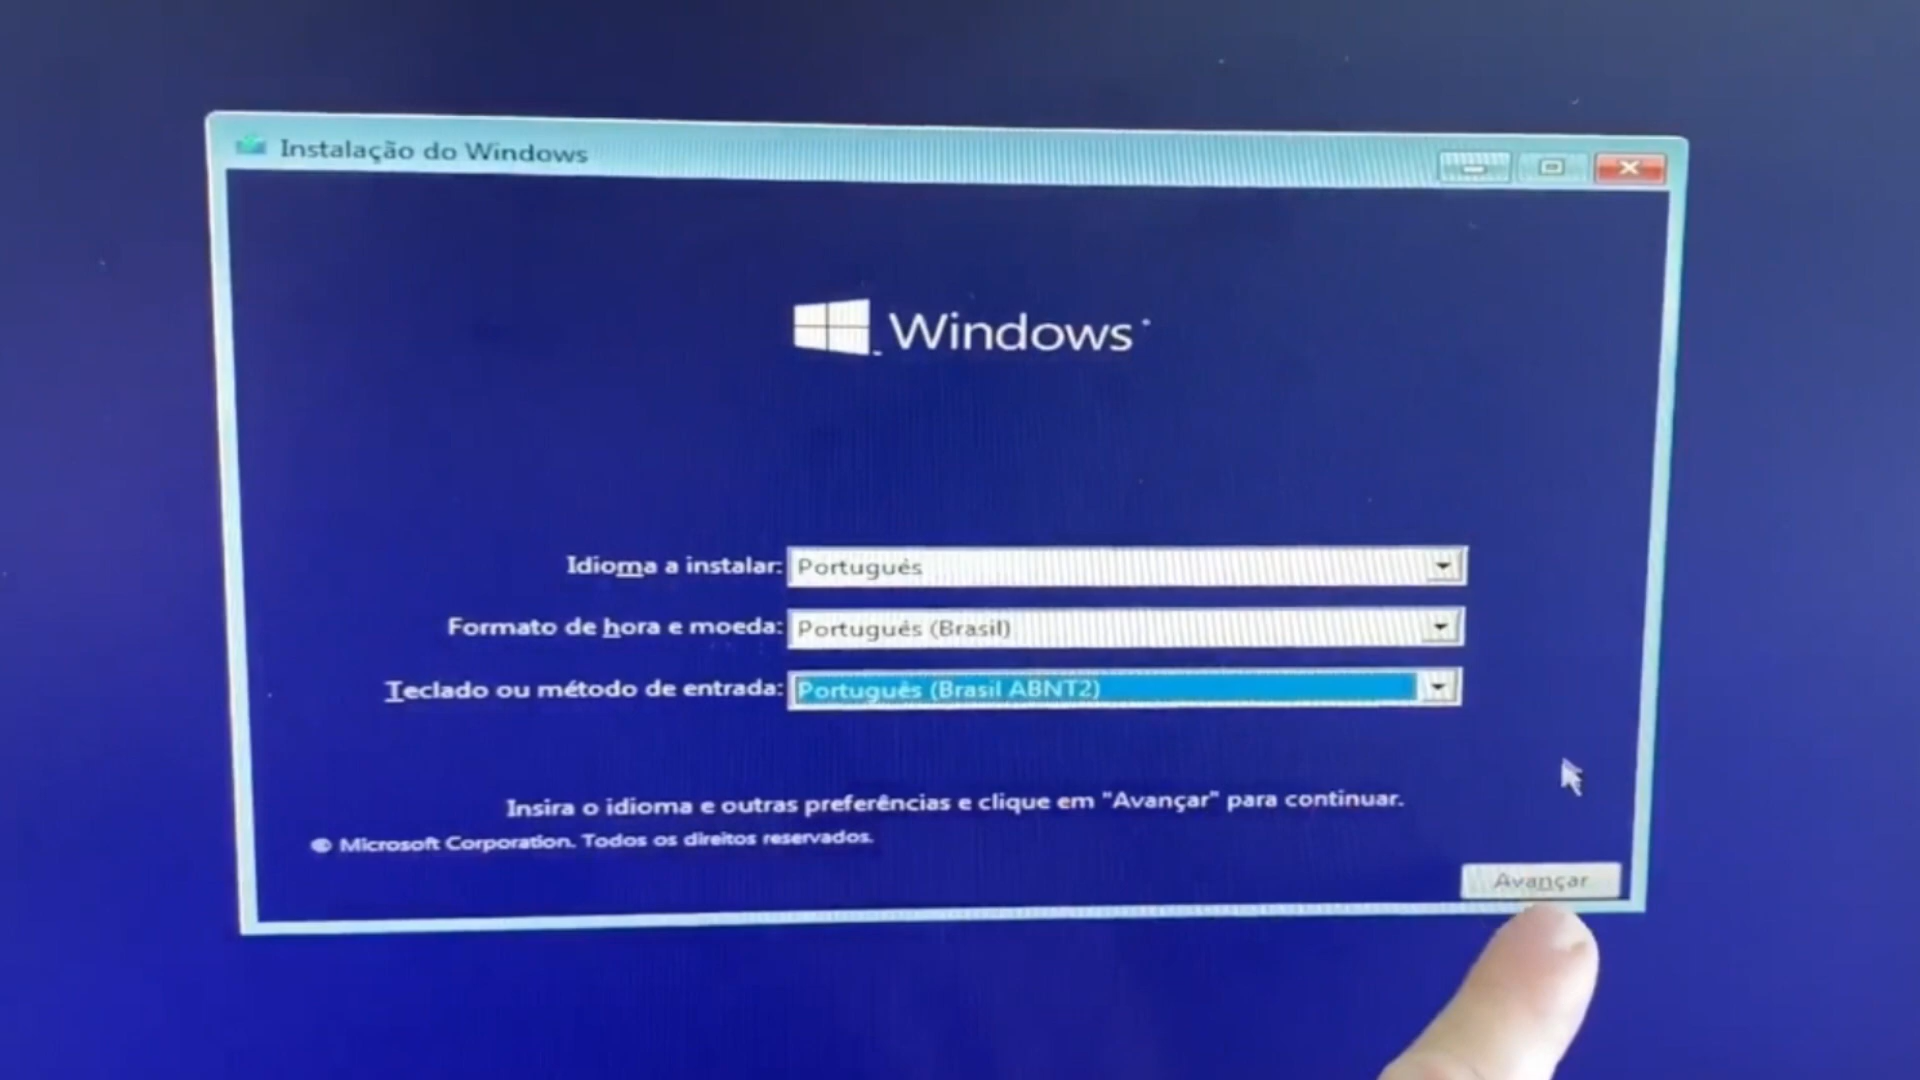 Instalação do Windows
Windows
Idioma a instalar: Português
Formato de hora e moeda: Português (Brasil)
Teclado ou método de entrada: Português (Brasil ABNT2)
Insira o idioma e outras preferências e clique em "Avançar" para continuar.
© Microsoft Corporation. Todos os direitos reservados.
Avançar